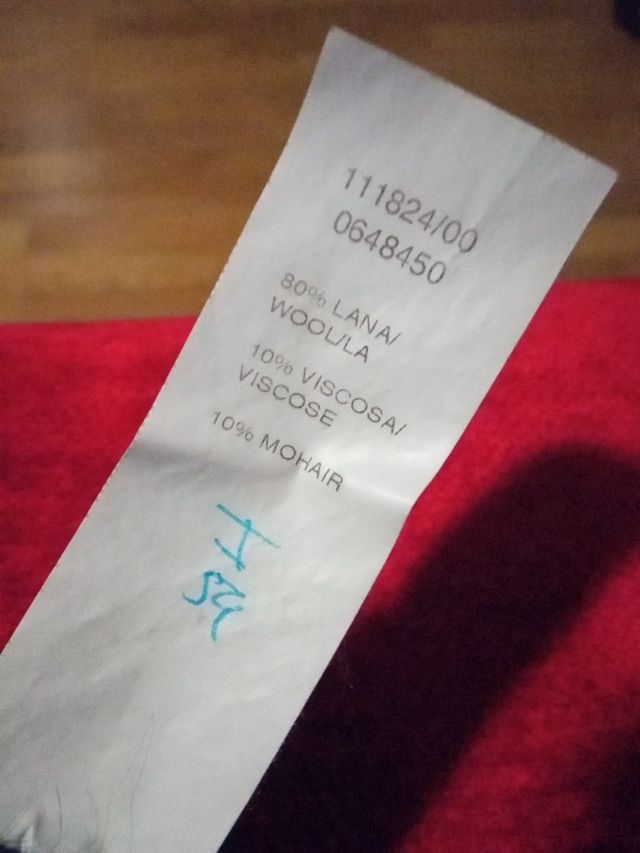 111824/00
0648450
80% LANA/
WOOL/LA
10% VISCOSA/
VISCOSE
10% MOHAIR